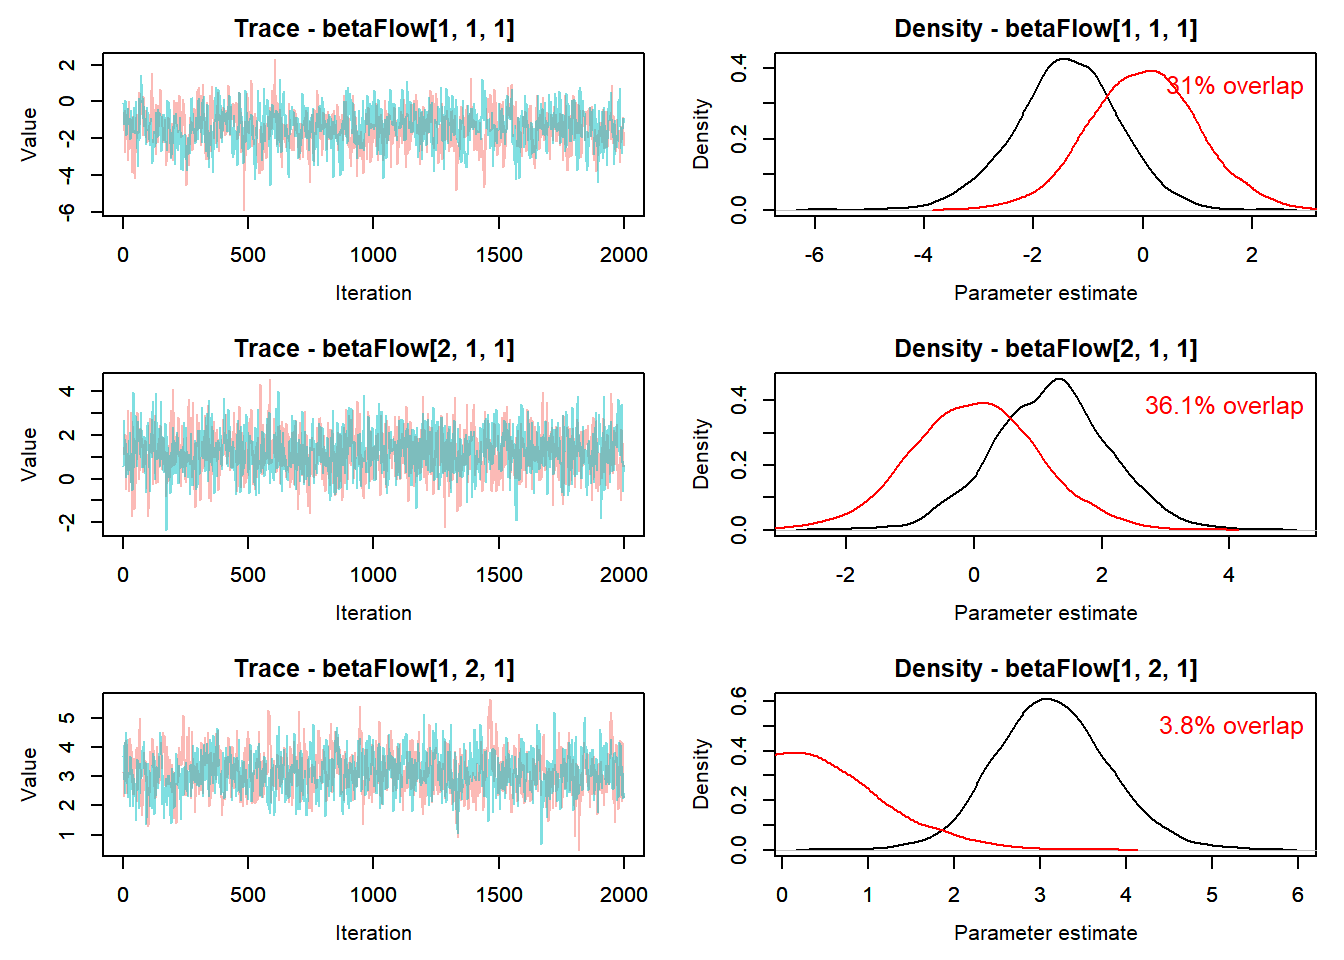 Trace - betaFlow[1, 1, 1]
Value
2
0
-2
-4
-6
0 500 1000 1500 2000
Iteration
Density - betaFlow[1, 1, 1]
31% overlap
Density
0.4
0.2
0.0
-6 -4 -2 0 2
Parameter estimate
Trace - betaFlow[2, 1, 1]
Value
4
2
0
-2
0 500 1000 1500 2000
Iteration
Density - betaFlow[2, 1, 1]
36.1% overlap
Density
0.4
0.2
0.0
-2 0 2 4
Parameter estimate
Trace - betaFlow[1, 2, 1]
Value
5
4
3
2
1
0 500 1000 1500 2000
Iteration
Density - betaFlow[1, 2, 1]
3.8% overlap
Density
0.6
0.4
0.2
0.0
0 1 2 3 4 5 6
Parameter estimate